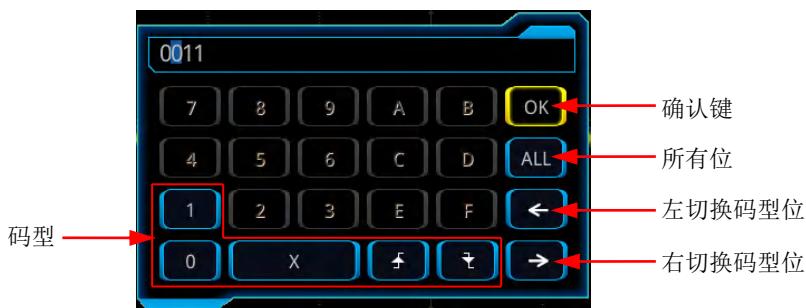 0011
7 8 9 A B OK 确认键
4 5 6 C D ALL 所有位
1 2 3 E F ← 左切换码型位
码型
0 X → 右切换码型位